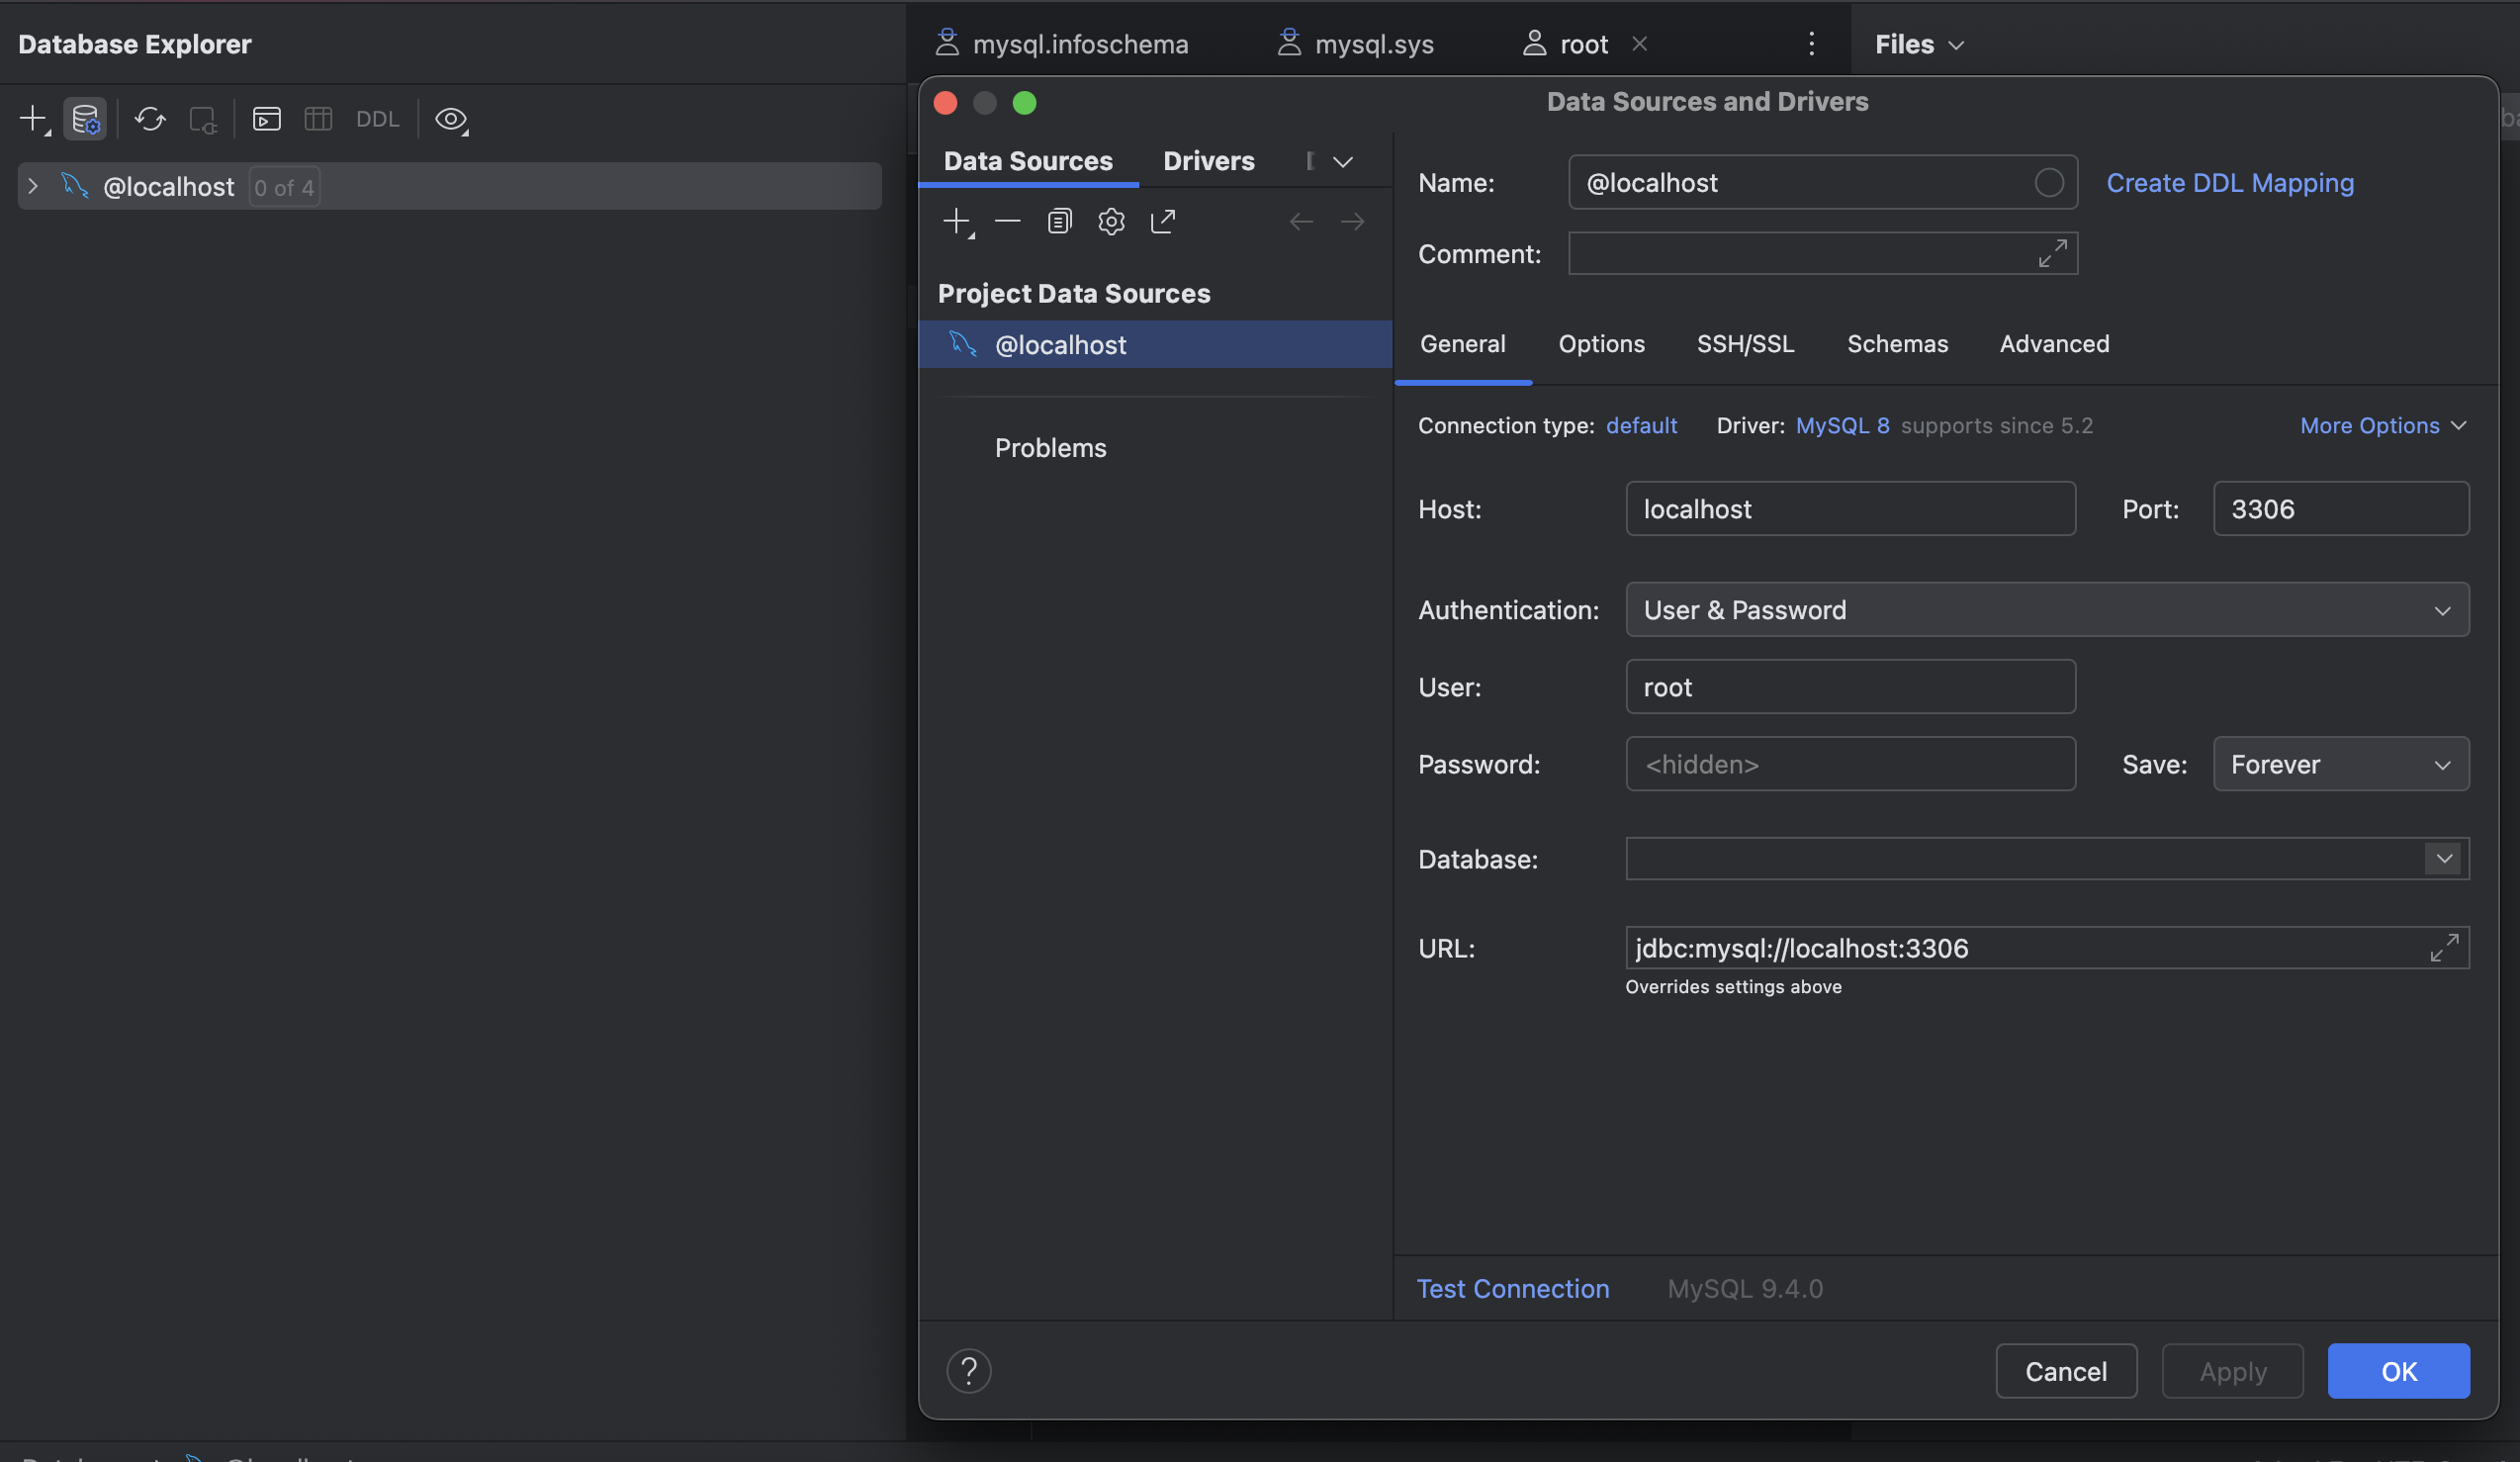 Database Explorer
mysql.infoschema
mysql.sys
root
Files
DDL
@localhost 0 of 4
Data Sources and Drivers
Data Sources
Drivers
Project Data Sources
@localhost
Problems
Name: @localhost
Create DDL Mapping
Comment:
General
Options
SSH/SSL
Schemas
Advanced
Connection type: default Driver: MySQL 8 supports since 5.2
More Options
Host: localhost
Port: 3306
Authentication: User & Password
User: root
Password: <hidden>
Save: Forever
Database:
URL: jdbc:mysql://localhost:3306
Overrides settings above
Test Connection
MySQL 9.4.0
?
Cancel
Apply
OK